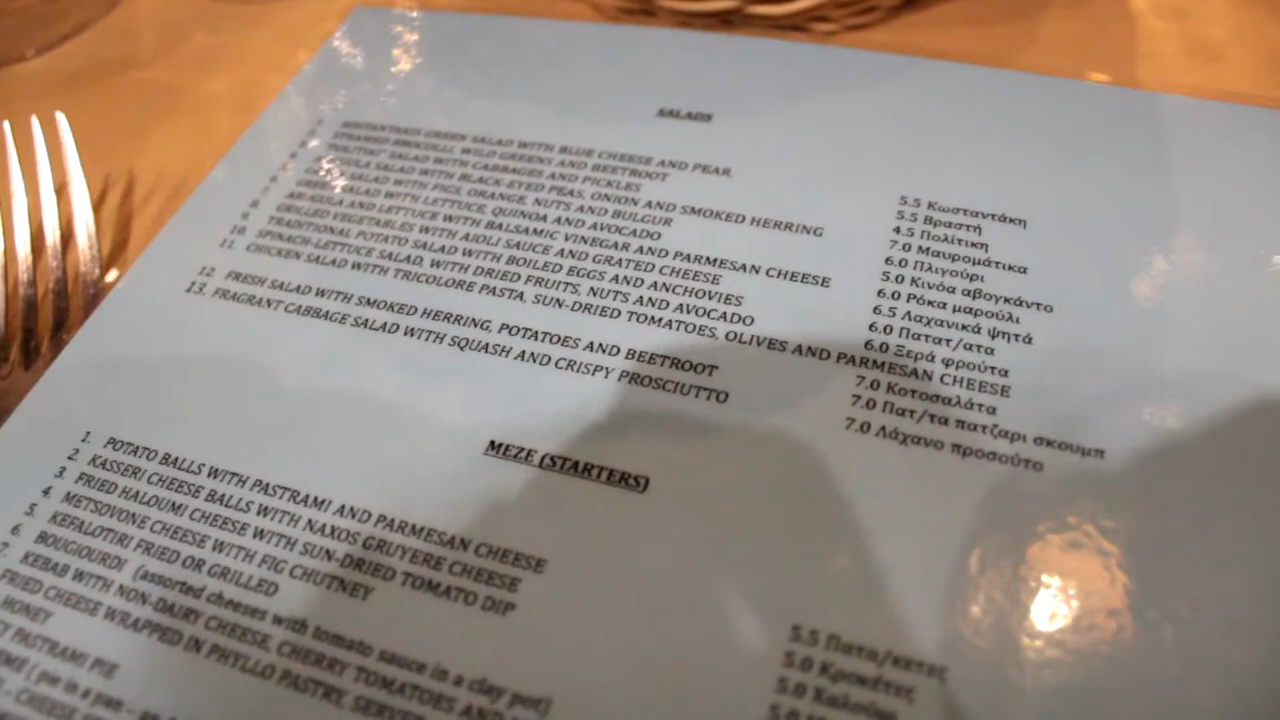 SALADS
GREEN SALAD WITH BLUE CHEESE AND PEAR
STEAMED BROCOLLI, WILD GREENS AND BEETROOT
"POLITIKI" SALAD WITH CABBAGES AND PICKLES
SALAD WITH BLACK-EYED PEAS, ONION AND SMOKED HERRING
SALAD WITH FIGS, ORANGE, NUTS AND BULGUR
GREEN SALAD WITH LETTUCE, QUINOA AND AVOCADO
ARUGULA AND LETTUCE WITH BALSAMIC VINEGAR AND PARMESAN CHEESE
8. GRILLED VEGETABLES WITH AIOLI SAUCE AND GRATED CHEESE
9. TRADITIONAL POTATO SALAD WITH BOILED EGGS AND ANCHOVIES
10. SPINACH-LETTUCE SALAD, WITH DRIED FRUITS, NUTS AND AVOCADO
11. CHICKEN SALAD WITH TRICOLORE PASTA, SUN-DRIED TOMATOES, OLIVES AND PARMESAN CHEESE
12. FRESH SALAD WITH SMOKED HERRING, POTATOES AND BEETROOT
13. FRAGRANT CABBAGE SALAD WITH SQUASH AND CRISPY PROSCIUTTO
5.5 Κωσταντάκη
5.5 Βραστή
4.5 Πολίτικη
7.0 Μαυρομάτικα
6.0 Πλιγούρι
5.0 Κινόα αβογκάντο
6.0 Ρόκα μαρούλι
6.5 Λαχανικά ψητά
6.0 Πατατ/ατα
6.0 Ξερά φρούτα
7.0 Κοτοσαλάτα
7.0 Πατ/τα πατζαρι σκουμπ
7.0 Λάχανο προσούτο
MEZE (STARTERS)
1. POTATO BALLS WITH PASTRAMI AND PARMESAN CHEESE
2. KASSERI CHEESE BALLS WITH NAXOS GRUYERE CHEESE
3. FRIED HALOUMI CHEESE WITH SUN-DRIED TOMATO DIP
4. METSOVONE CHEESE WITH FIG CHUTNEY
5. KEFALOTIRI FRIED OR GRILLED
6. BOUGIOURDI (assorted cheeses with tomato sauce in a clay pot)
7. KEBAB WITH NON-DAIRY CHEESE, CHERRY TOMATOES AND
FRIED CHEESE WRAPPED IN PHYLLO PASTRY, SERVED
HONEY
PASTRAMI PIE
( pie in a pan -
- CHEESE
5.5 Πατα/κετες
5.0 Κροκέτες
5.0 Χαλούμι